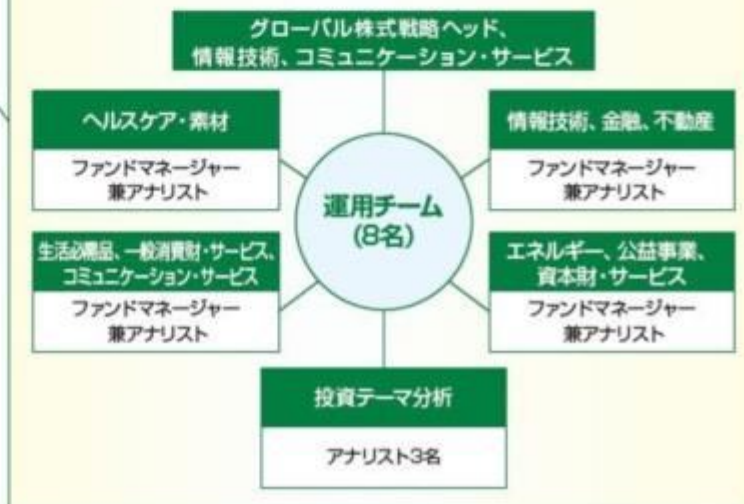 グローバル株式戦略ヘッド、
情報技術、コミュニケーション・サービス
ヘルスケア・素材
ファンドマネージャー
兼アナリスト
情報技術、金融、不動産
ファンドマネージャー
兼アナリスト
運用チーム
(8名)
生活必需品、一般消費財・サービス、
コミュニケーション・サービス
ファンドマネージャー
兼アナリスト
エネルギー、公益事業、
資本財・サービス
ファンドマネージャー
兼アナリスト
投資テーマ分析
アナリスト3名